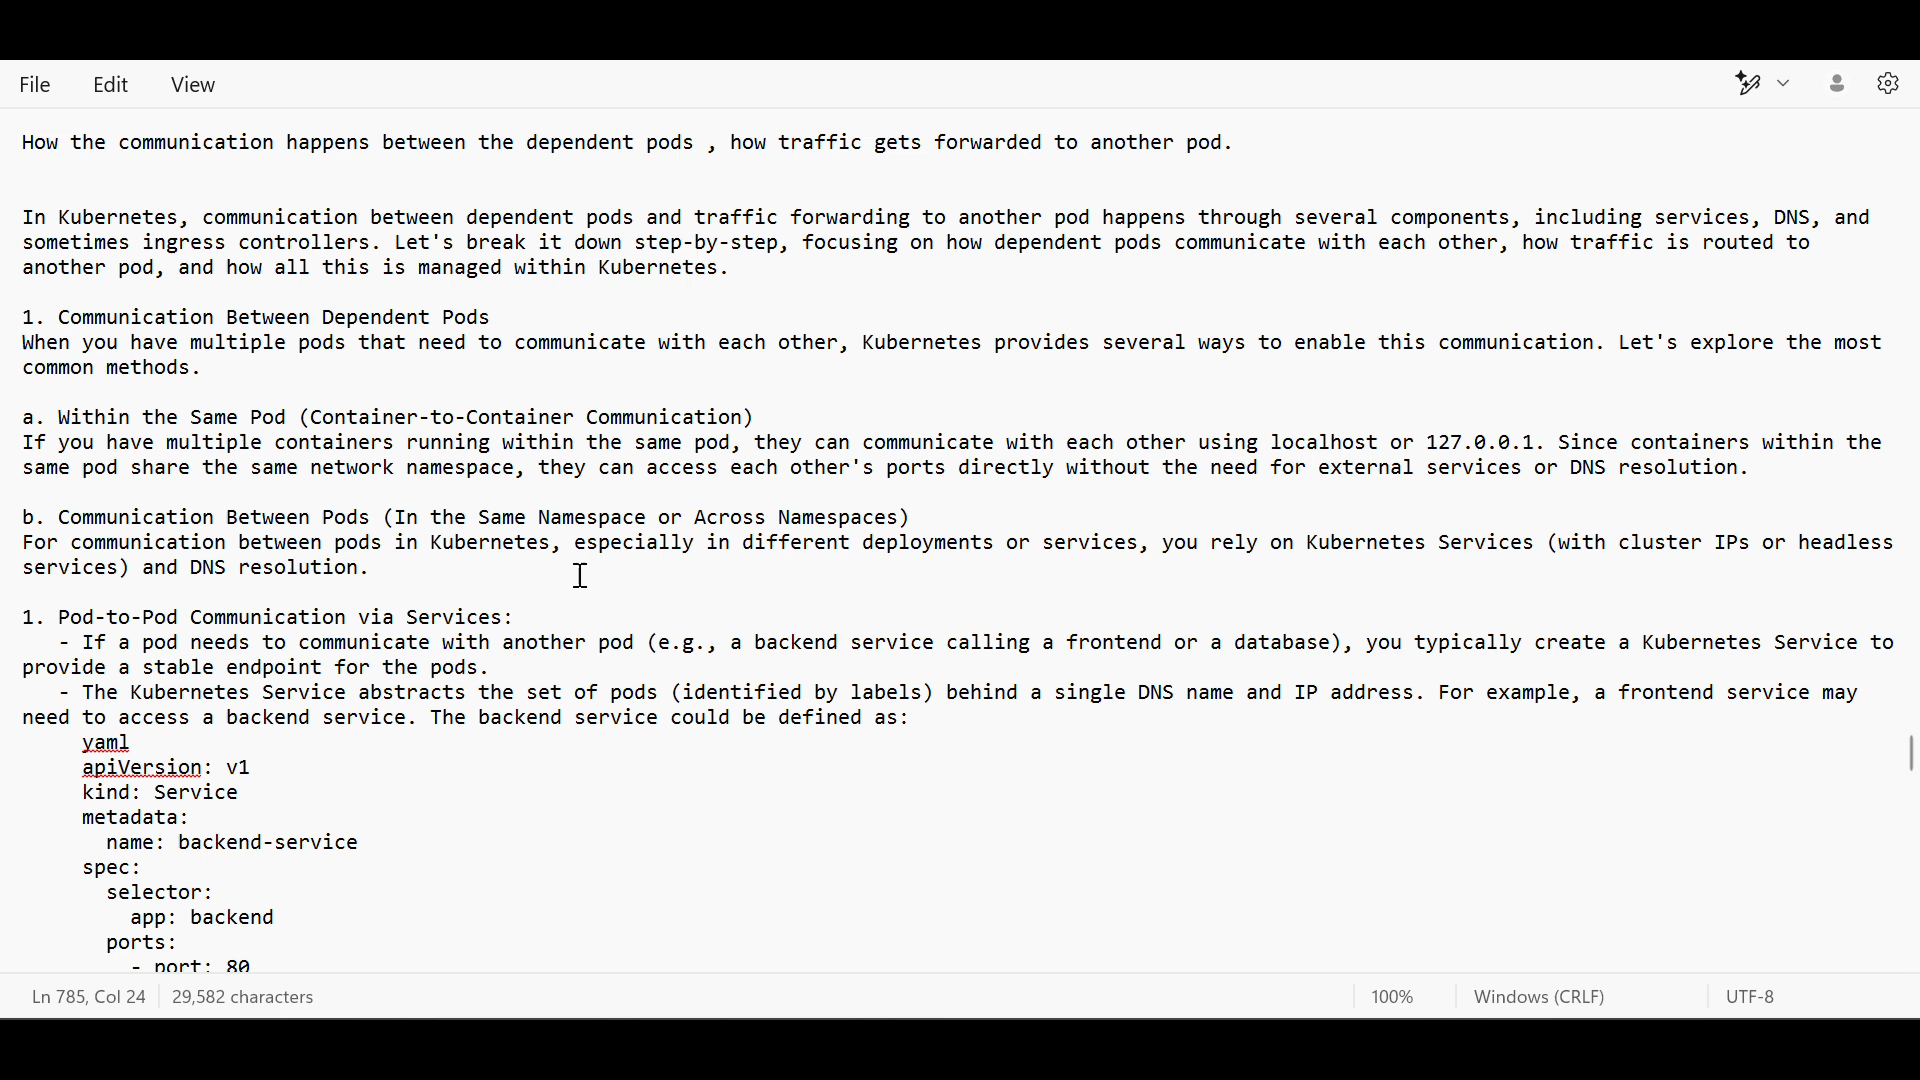 File Edit View
How the communication happens between the dependent pods , how traffic gets forwarded to another pod.
In Kubernetes, communication between dependent pods and traffic forwarding to another pod happens through several components, including services, DNS, and
sometimes ingress controllers. Let's break it down step-by-step, focusing on how dependent pods communicate with each other, how traffic is routed to
another pod, and how all this is managed within Kubernetes.
1. Communication Between Dependent Pods
When you have multiple pods that need to communicate with each other, Kubernetes provides several ways to enable this communication. Let's explore the most
common methods.
a. Within the Same Pod (Container-to-Container Communication)
If you have multiple containers running within the same pod, they can communicate with each other using localhost or 127.0.0.1. Since containers within the
same pod share the same network namespace, they can access each other's ports directly without the need for external services or DNS resolution.
b. Communication Between Pods (In the Same Namespace or Across Namespaces)
For communication between pods in Kubernetes, especially in different deployments or services, you rely on Kubernetes Services (with cluster IPs or headless
services) and DNS resolution.
1. Pod-to-Pod Communication via Services:
   - If a pod needs to communicate with another pod (e.g., a backend service calling a frontend or a database), you typically create a Kubernetes Service to
provide a stable endpoint for the pods.
   - The Kubernetes Service abstracts the set of pods (identified by labels) behind a single DNS name and IP address. For example, a frontend service may
need to access a backend service. The backend service could be defined as:
     yaml
     apiVersion: v1
     kind: Service
     metadata:
       name: backend-service
     spec:
       selector:
         app: backend
       ports:
         - port: 80
Ln 785, Col 24 29,582 characters 100% Windows (CRLF) UTF-8